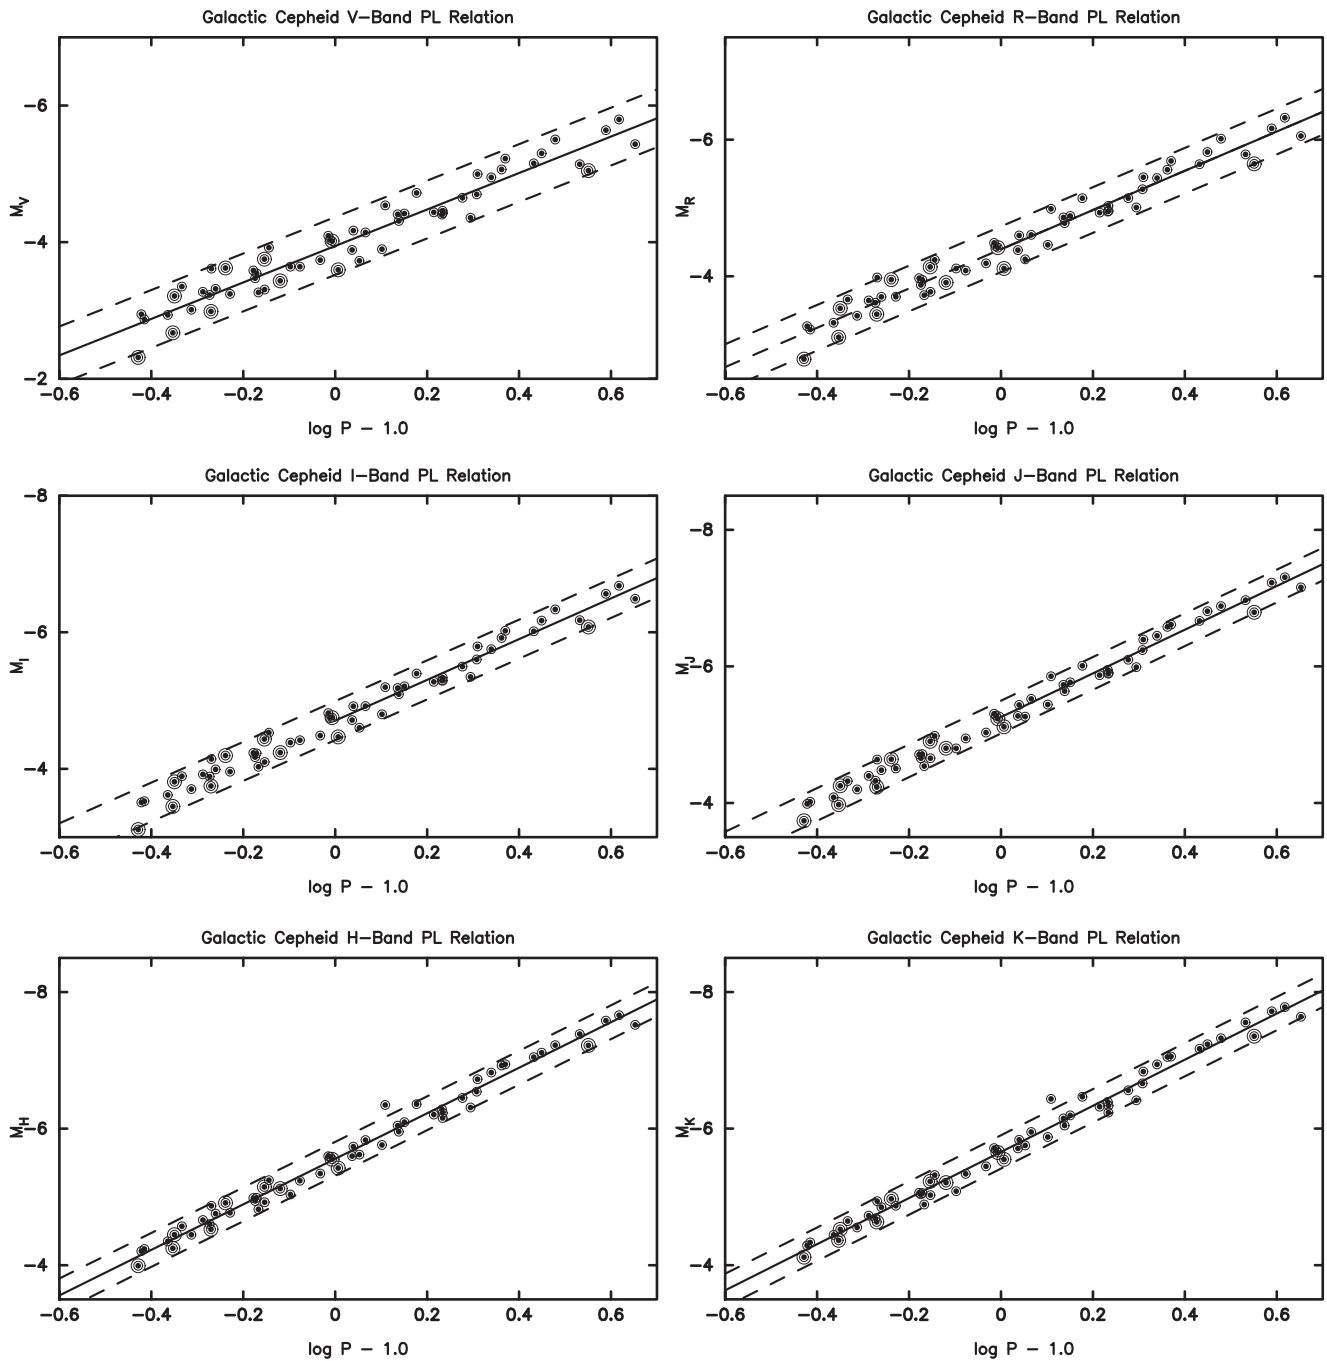 Galactic Cepheid V-Band PL Relation
-6
-4
-2
M_V
-0.6 -0.4 -0.2 0 0.2 0.4 0.6
log P - 1.0
Galactic Cepheid R-Band PL Relation
-6
-4
M_R
-0.6 -0.4 -0.2 0 0.2 0.4 0.6
log P - 1.0
Galactic Cepheid I-Band PL Relation
-8
-6
-4
M_I
-0.6 -0.4 -0.2 0 0.2 0.4 0.6
log P - 1.0
Galactic Cepheid J-Band PL Relation
-8
-6
-4
M_J
-0.6 -0.4 -0.2 0 0.2 0.4 0.6
log P - 1.0
Galactic Cepheid H-Band PL Relation
-8
-6
-4
M_H
-0.6 -0.4 -0.2 0 0.2 0.4 0.6
log P - 1.0
Galactic Cepheid K-Band PL Relation
-8
-6
-4
M_K
-0.6 -0.4 -0.2 0 0.2 0.4 0.6
log P - 1.0